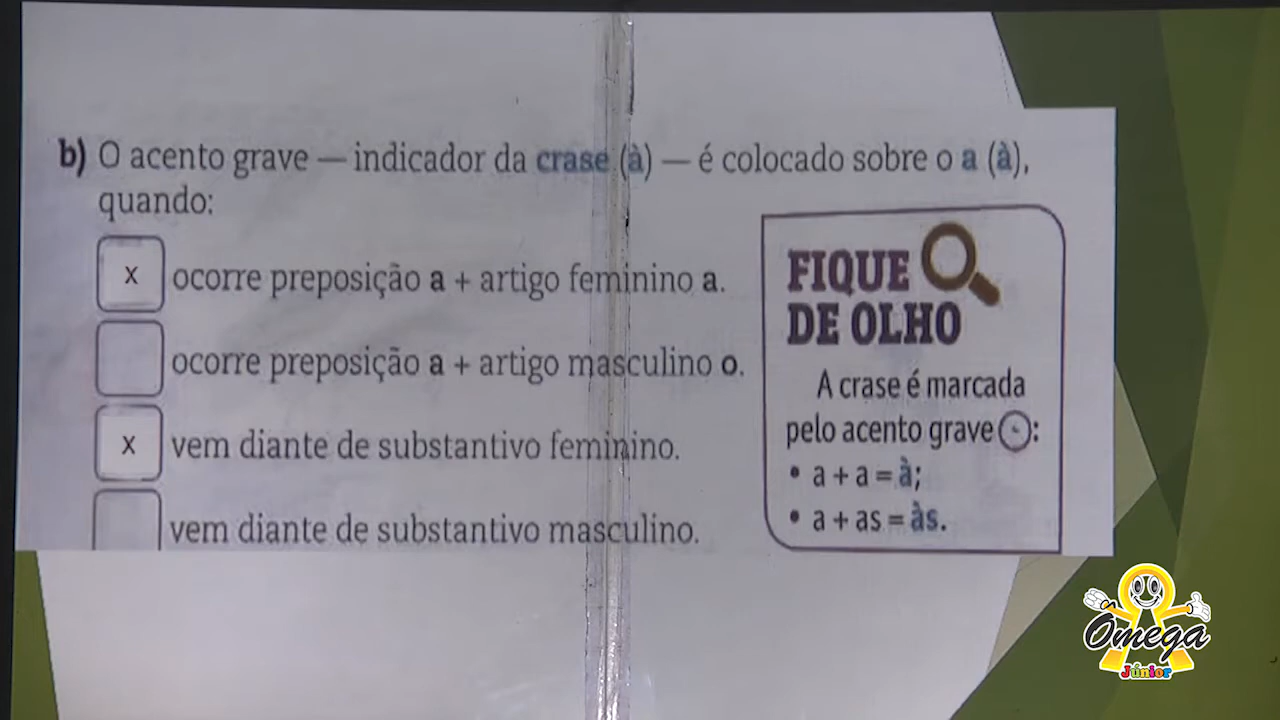 b) O acento grave — indicador da crase (à) — é colocado sobre o a (à),
quando:
x ocorre preposição a + artigo feminino a.
ocorre preposição a + artigo masculino o.
x vem diante de substantivo feminino.
vem diante de substantivo masculino.
FIQUE
DE OLHO
A crase é marcada
pelo acento grave (`):
• a + a = à;
• a + as = às.
Ômega
Júnior